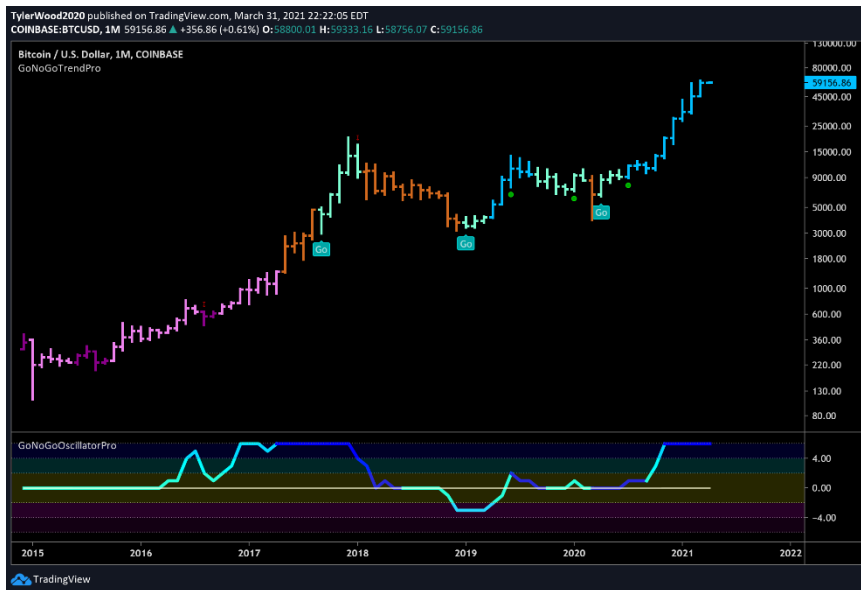 TylerWood2020 published on TradingView.com, March 31, 2021 22:22:05 EDT
COINBASE:BTCUSD, 1M 59156.86 ▲ +356.86 (+0.61%) O:58800.01 H:59333.16 L:58756.07 C:59156.86
Bitcoin / U.S. Dollar, 1M, COINBASE
GoNoGoTrendPro
130000.00
80000.00
59156.86
45000.00
25000.00
15000.00
9000.00
5000.00
3000.00
1800.00
1000.00
600.00
360.00
220.00
130.00
80.00
Go
Go
Go
GoNoGoOscillatorPro
4.00
0.00
−4.00
2015 2016 2017 2018 2019 2020 2021 2022
TradingView